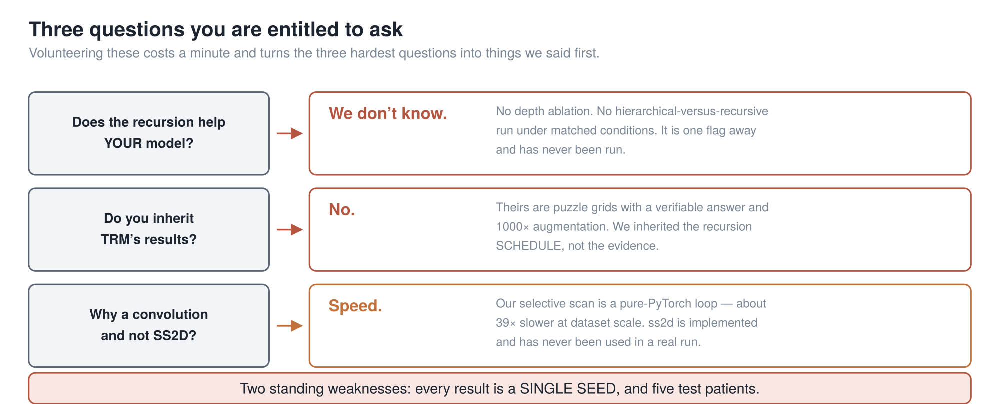 Three questions you are entitled to ask
Volunteering these costs a minute and turns the three hardest questions into things we said first.
Does the recursion help
YOUR model?
We don’t know.
No depth ablation. No hierarchical-versus-recursive
run under matched conditions. It is one flag away
and has never been run.
Do you inherit
TRM’s results?
No.
Theirs are puzzle grids with a verifiable answer and
1000× augmentation. We inherited the recursion
SCHEDULE, not the evidence.
Why a convolution
and not SS2D?
Speed.
Our selective scan is a pure-PyTorch loop — about
39× slower at dataset scale. ss2d is implemented
and has never been used in a real run.
Two standing weaknesses: every result is a SINGLE SEED, and five test patients.